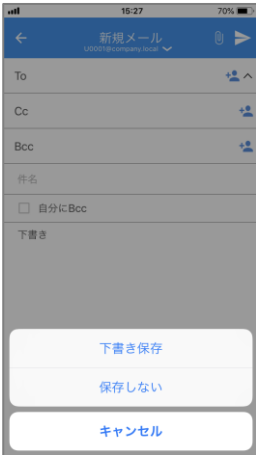 15:27
70%
新規メール
U0001@company.local
To
Cc
Bcc
件名
自分にBcc
下書き
下書き保存
保存しない
キャンセル